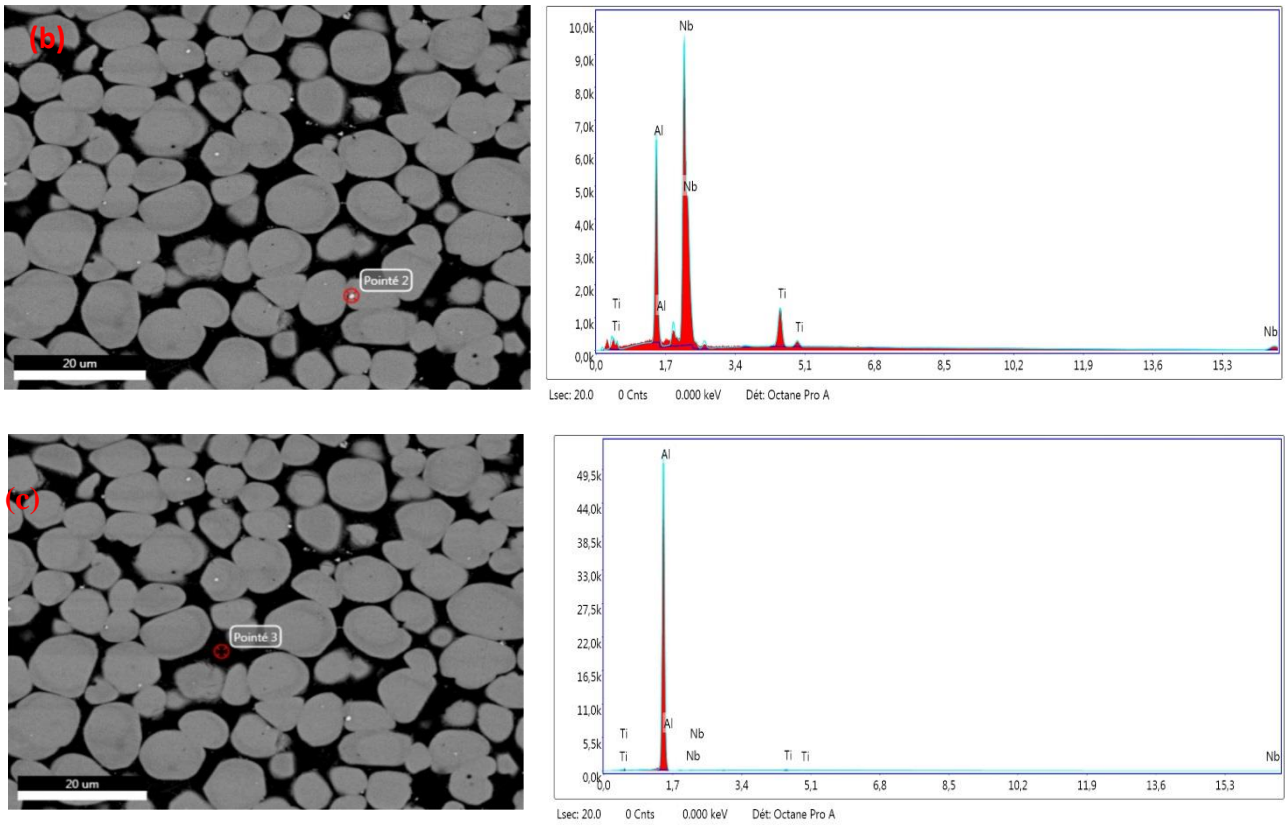 (b)
Pointé 2
20 um
10,0k
9,0k
8,0k
7,0k
6,0k
5,0k
4,0k
3,0k
2,0k
1,0k
0,0k
Nb
Al
Nb
Al
Ti
Ti
Ti
Ti
Nb
0,0 1,7 3,4 5,1 6,8 8,5 10,2 11,9 13,6 15,3
Lsec: 20.0 0 Cnts 0.000 keV Dét: Octane Pro A
(c)
Pointé 3
20 um
49,5k
44,0k
38,5k
33,0k
27,5k
22,0k
16,5k
11,0k
5,5k
0,0k
Al
Al
Ti
Nb
Ti
Nb
Ti
Ti
Nb
0,0 1,7 3,4 5,1 6,8 8,5 10,2 11,9 13,6 15,3
Lsec: 20.0 0 Cnts 0.000 keV Dét: Octane Pro A